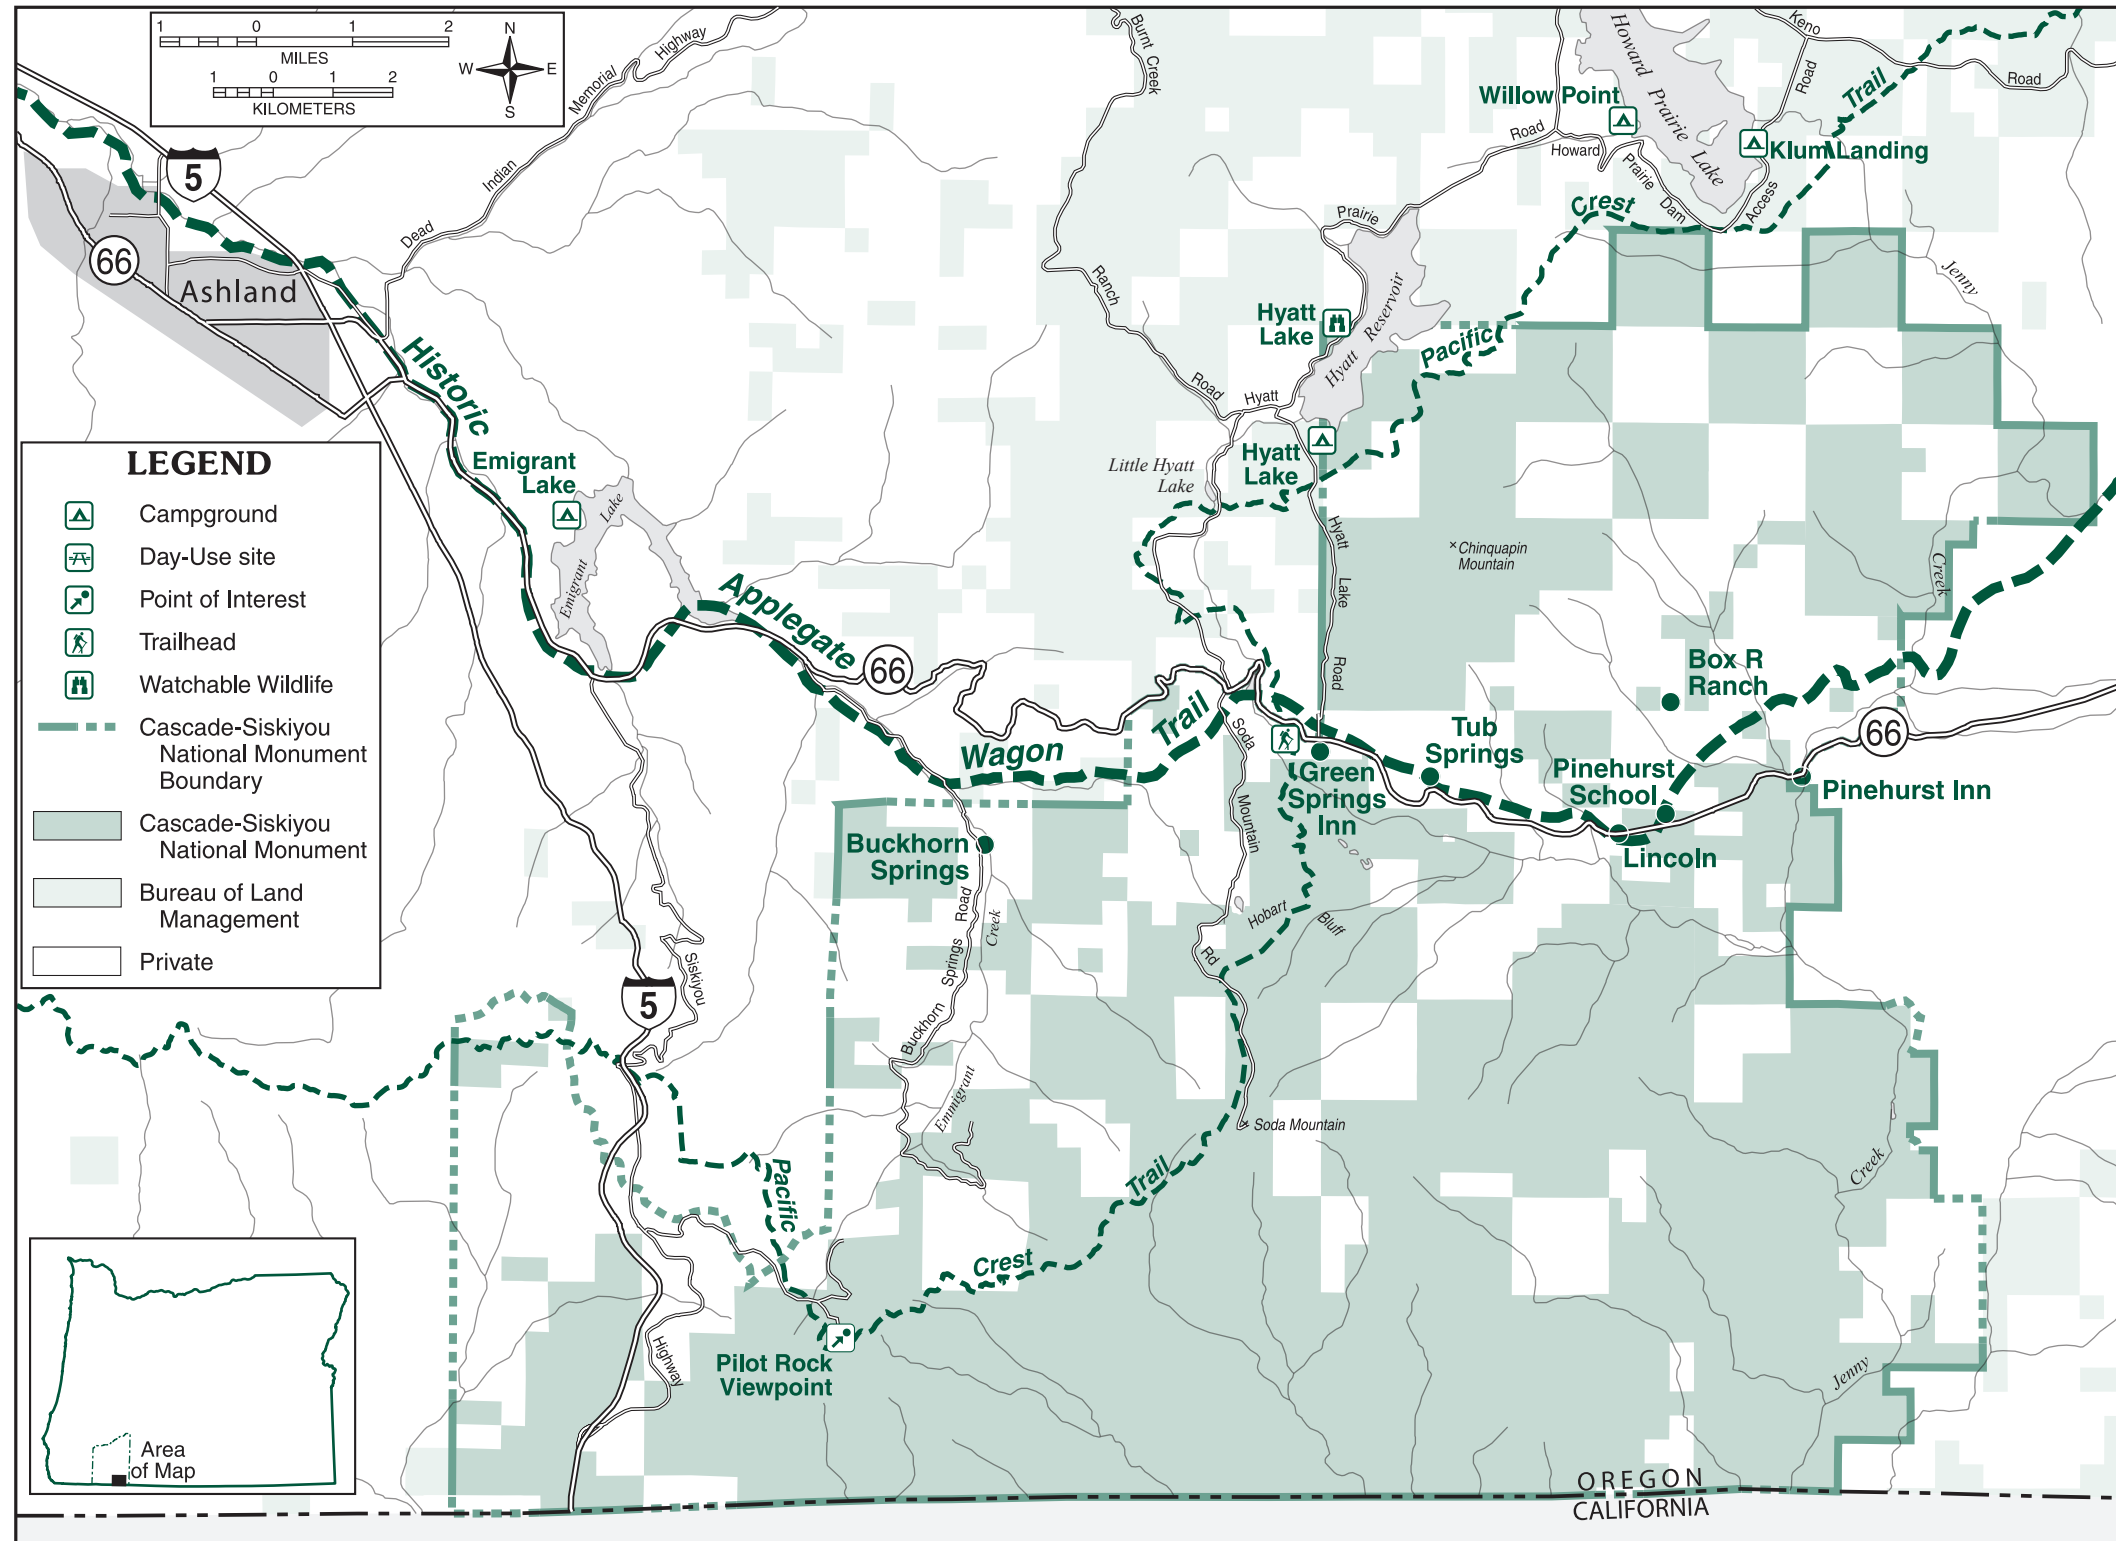 1 0 1 2
MILES
1 0 1 2
KILOMETERS
N
W E
S
Dead Indian Memorial Highway
Burnt Creek
Ranch
Road
Howard Prairie Lake
Keno
Road
Road
Trail
Willow Point
Road
Howard
Prairie
Dam
Access
Klum Landing
5
66
Ashland
Crest
Prairie
Jenny
Hyatt
Lake
Hyatt Reservoir
Pacific
Historic
Hyatt
LEGEND
Campground
Day-Use site
Point of Interest
Trailhead
Watchable Wildlife
Cascade-Siskiyou
National Monument
Boundary
Cascade-Siskiyou
National Monument
Bureau of Land
Management
Private
Emigrant
Lake
Lake
Emigrant
Little Hyatt
Lake
Hyatt
Lake
Hyatt
Lake
Road
× Chinquapin
Mountain
Creek
Applegate
66
Wagon
Trail
Soda
Mountain
Rd
Box R
Ranch
Tub
Springs
66
Green
Springs
Inn
Pinehurst
School
Pinehurst Inn
Lincoln
Buckhorn
Springs
Buckhorn Springs Road
Creek
Emmigrant
Hobart
Bluff
Siskiyou
5
Soda Mountain
Creek
Trail
Pacific
Crest
Pilot Rock
Viewpoint
Highway
Jenny
Area
of Map
OREGON
CALIFORNIA